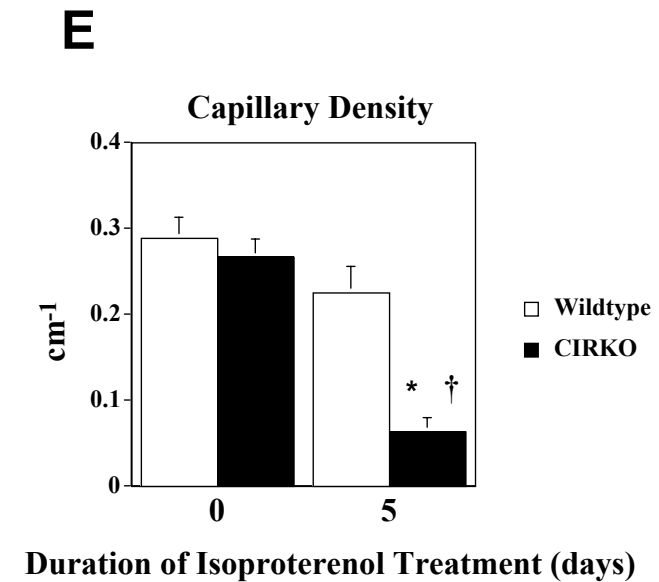 E
Capillary Density
0.4
0.3
0.2
0.1
0
cm-1
* †
0 5
Duration of Isoproterenol Treatment (days)
Wildtype
CIRKO